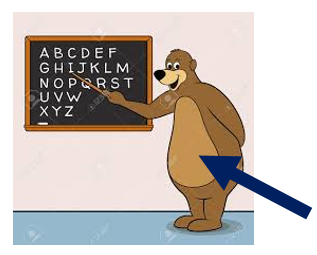 ABCDEF
GHIJKLM
NOPQRST
UVW
XYZ